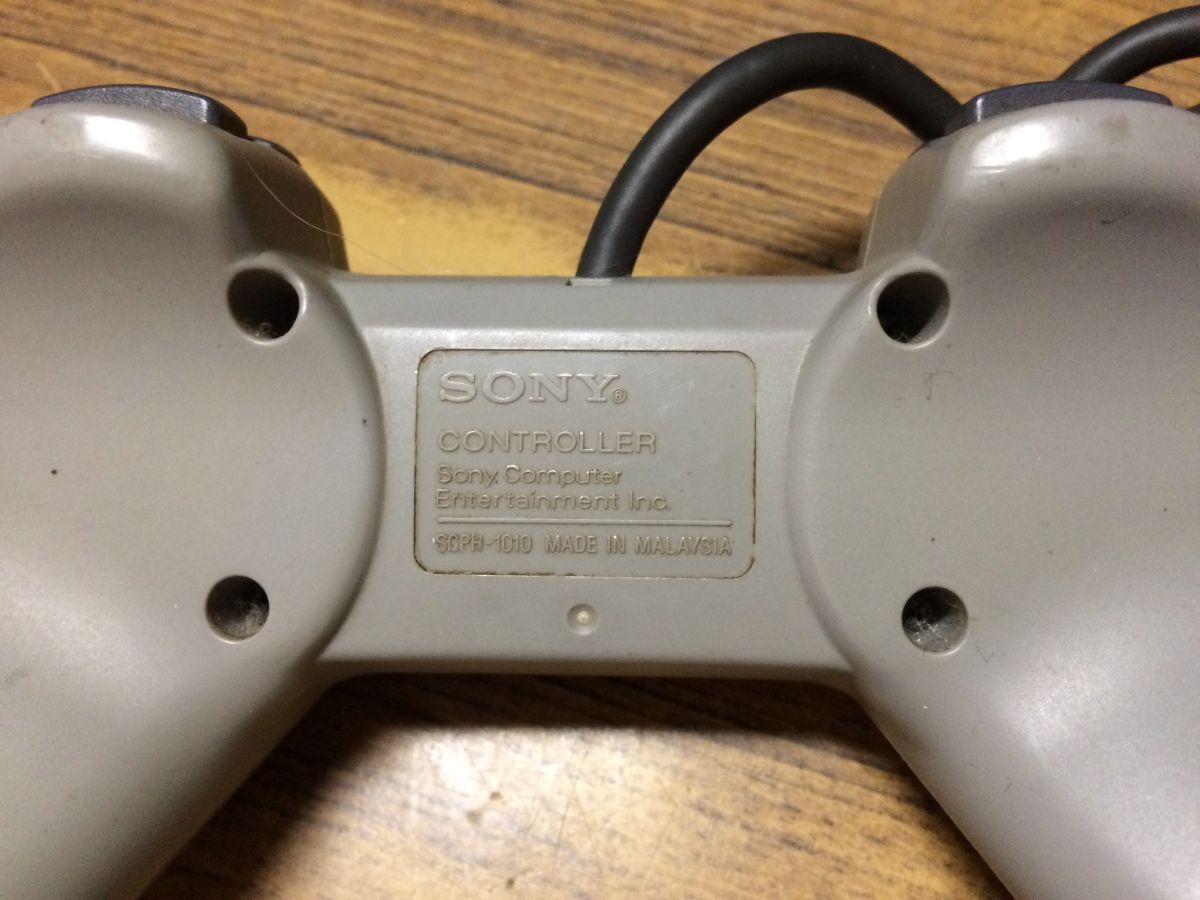 SONY®
CONTROLLER
Sony Computer
Entertainment Inc.
SCPH-1010 MADE IN MALAYSIA